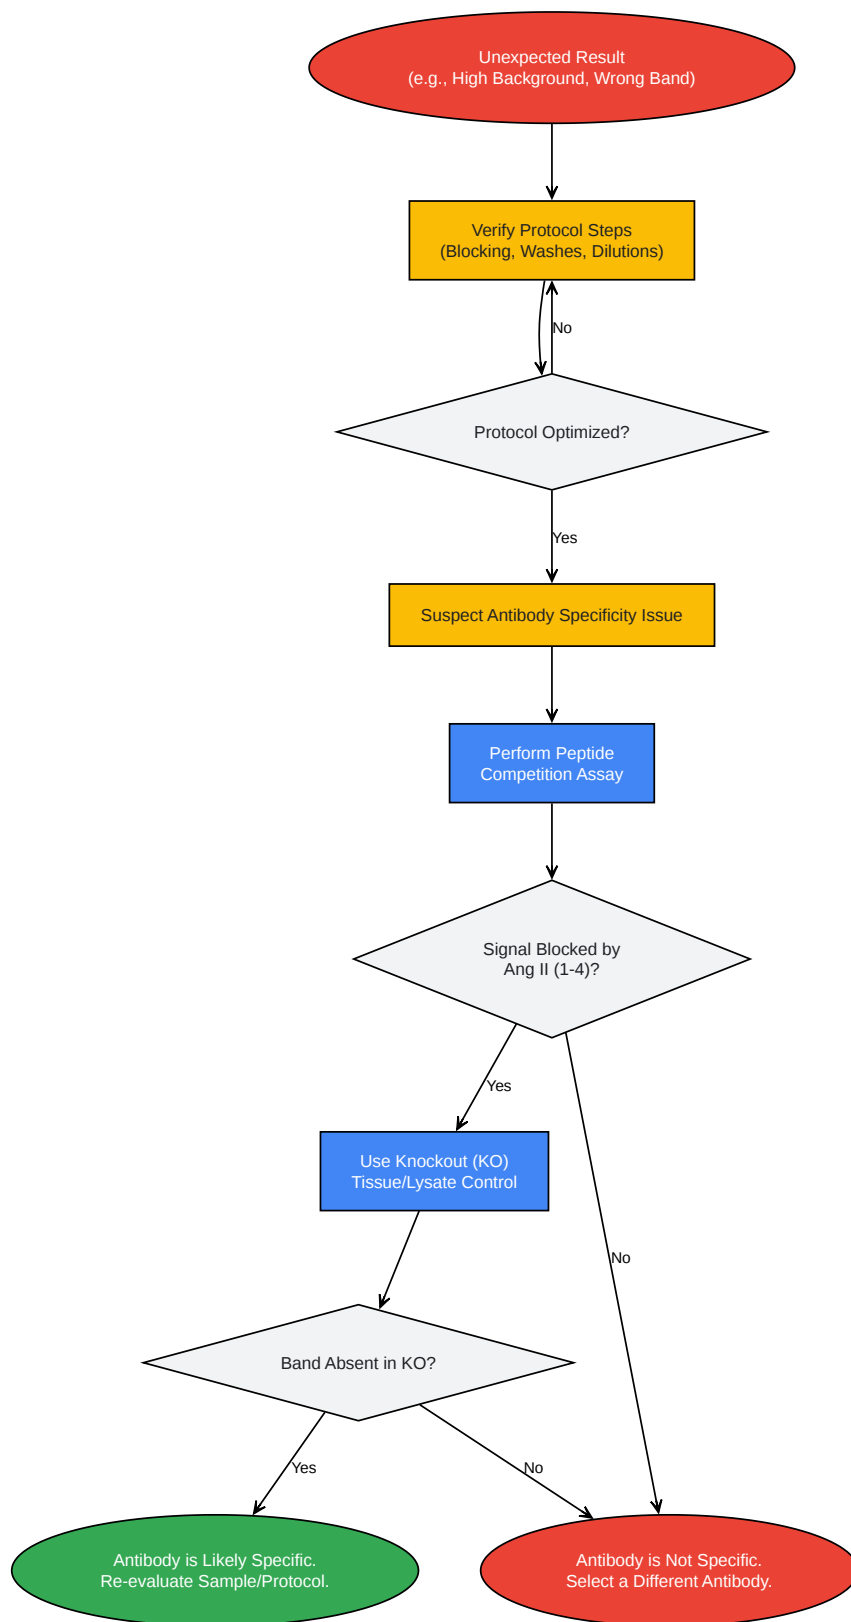 Unexpected Result
(e.g., High Background, Wrong Band)
Verify Protocol Steps
(Blocking, Washes, Dilutions)
No
Protocol Optimized?
Yes
Suspect Antibody Specificity Issue
Perform Peptide
Competition Assay
Signal Blocked by
Ang II (1-4)?
Yes
Use Knockout (KO)
Tissue/Lysate Control
No
Band Absent in KO?
Yes
No
Antibody is Likely Specific.
Re-evaluate Sample/Protocol.
Antibody is Not Specific.
Select a Different Antibody.